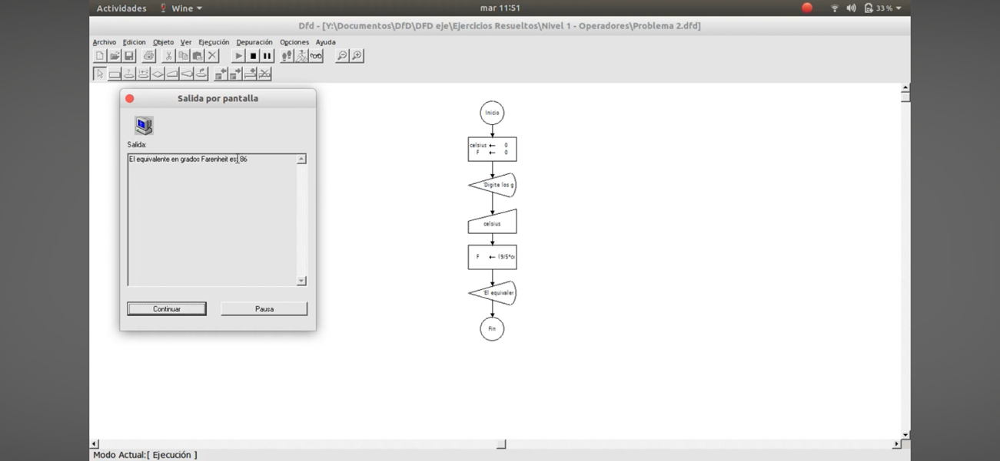 Actividades Wine mar 11:51 33 %
Dfd - [Y:\Documentos\DfD\DFD eje\Ejercicios Resueltos\Nivel 1 - Operadores\Problema 2.dfd]
Archivo Edicion Objeto Ver Ejecución Depuración Opciones Ayuda
Salida por pantalla
Salida:
El equivalente en grados Farenheit es: 86
Continuar Pausa
Inicio
celsius ← 0
F ← 0
'Digite los g
celsius
F ← (9/5*ce
'El equivaler
Fin
Modo Actual:[ Ejecución ]